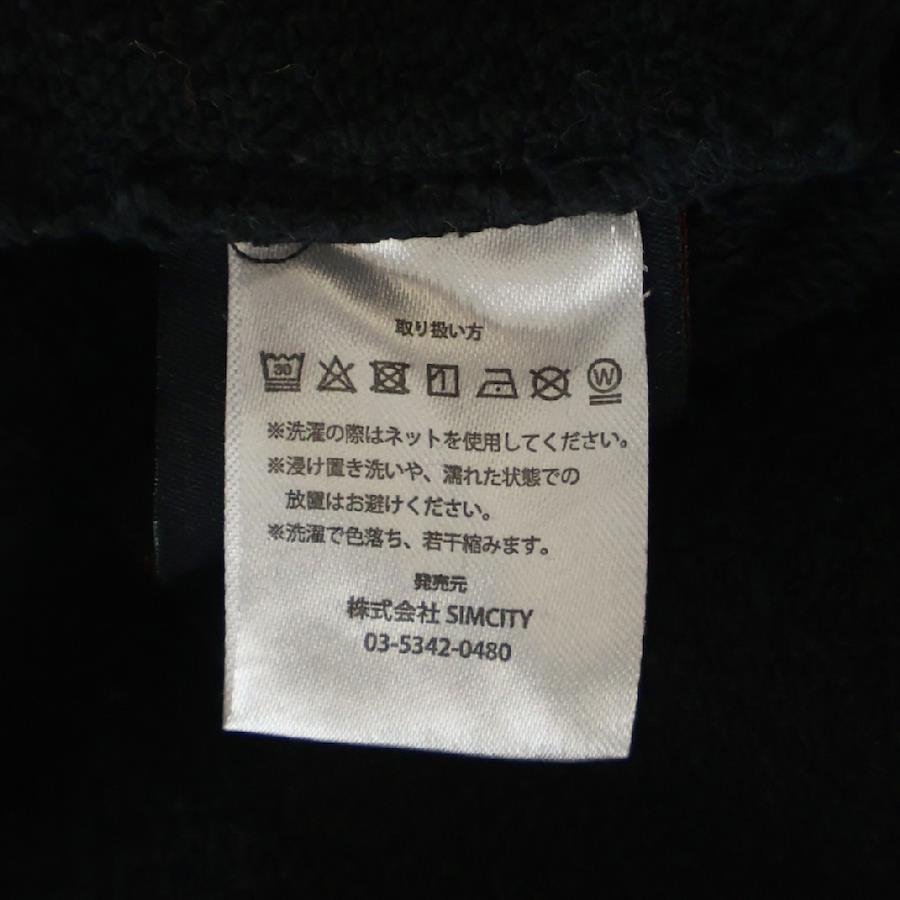 取り扱い方
30
W
※洗濯の際はネットを使用してください。
※浸け置き洗いや、濡れた状態での
放置はお避けください。
※洗濯で色落ち、若干縮みます。
発売元
株式会社 SIMCITY
03-5342-0480